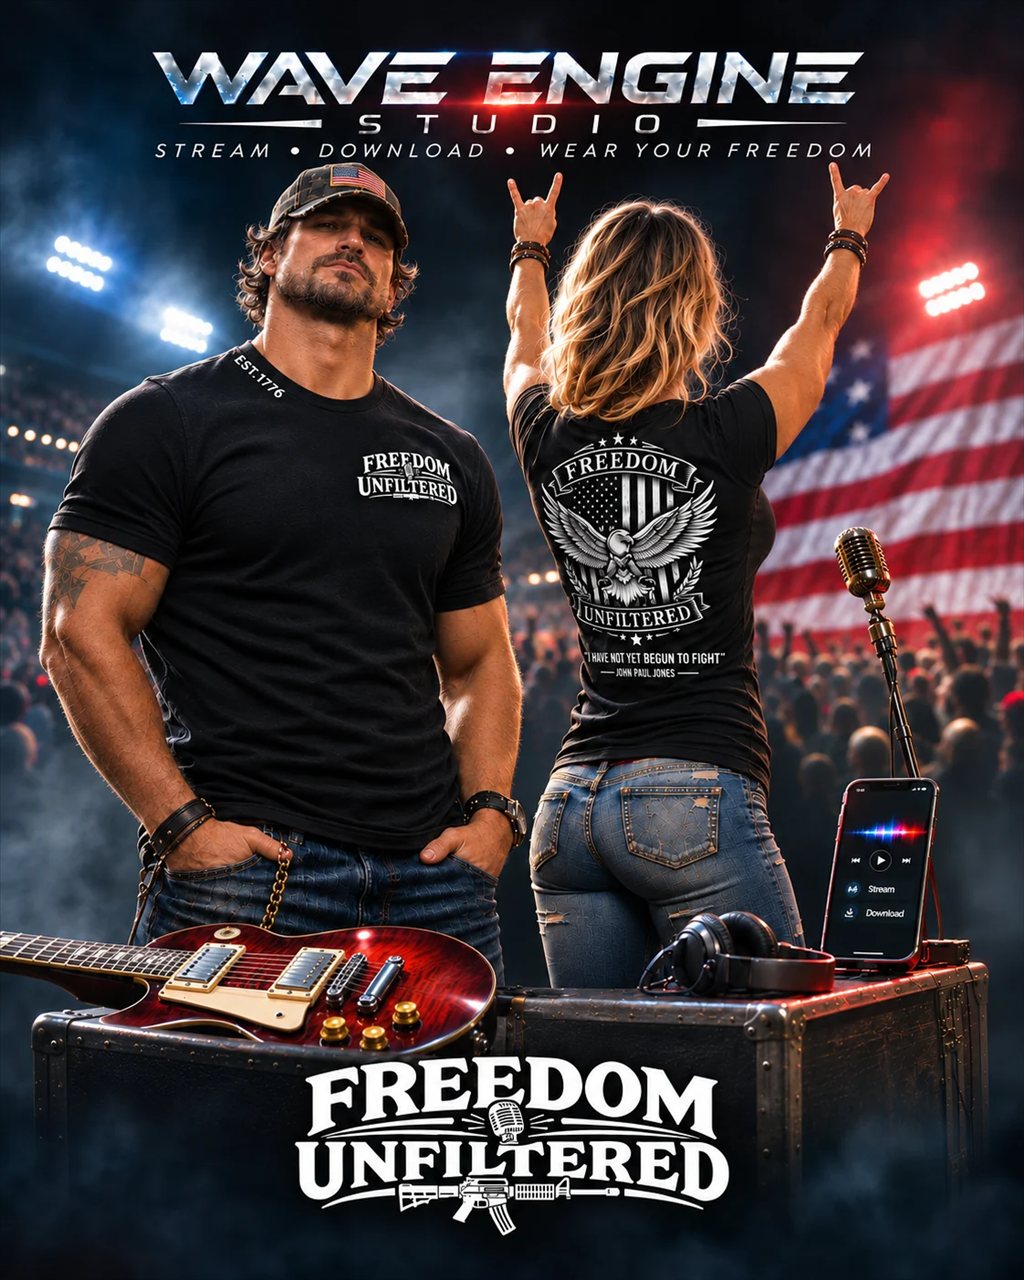 WAVE ENGINE
STUDIO
STREAM • DOWNLOAD • WEAR YOUR FREEDOM
EST.1776
FREEDOM
UNFILTERED
FREEDOM
UNFILTERED
"I HAVE NOT YET BEGUN TO FIGHT"
JOHN PAUL JONES
Stream
Download
FREEDOM
UNFILTERED